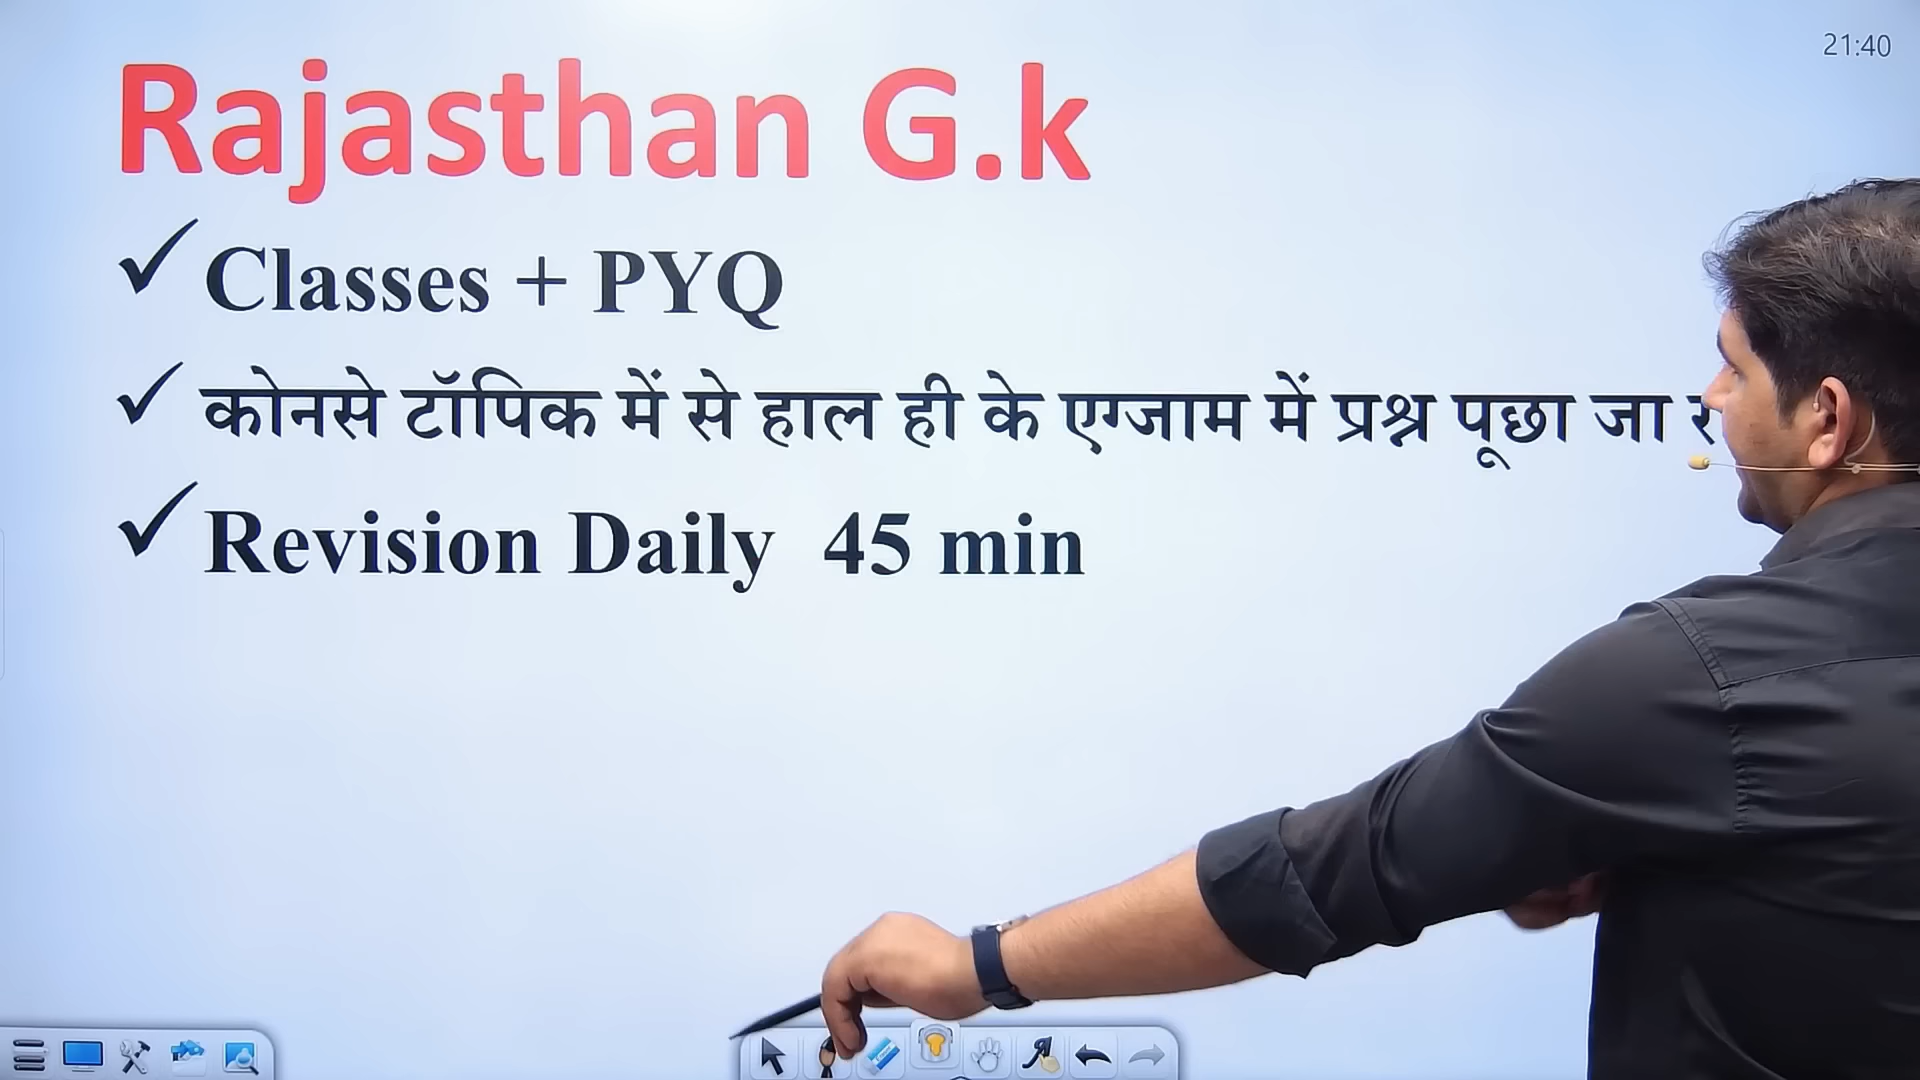 21:40
Rajasthan G.k
✓ Classes + PYQ
✓ कोनसे टॉपिक में से हाल ही के एग्जाम में प्रश्न पूछा जा
✓ Revision Daily 45 min